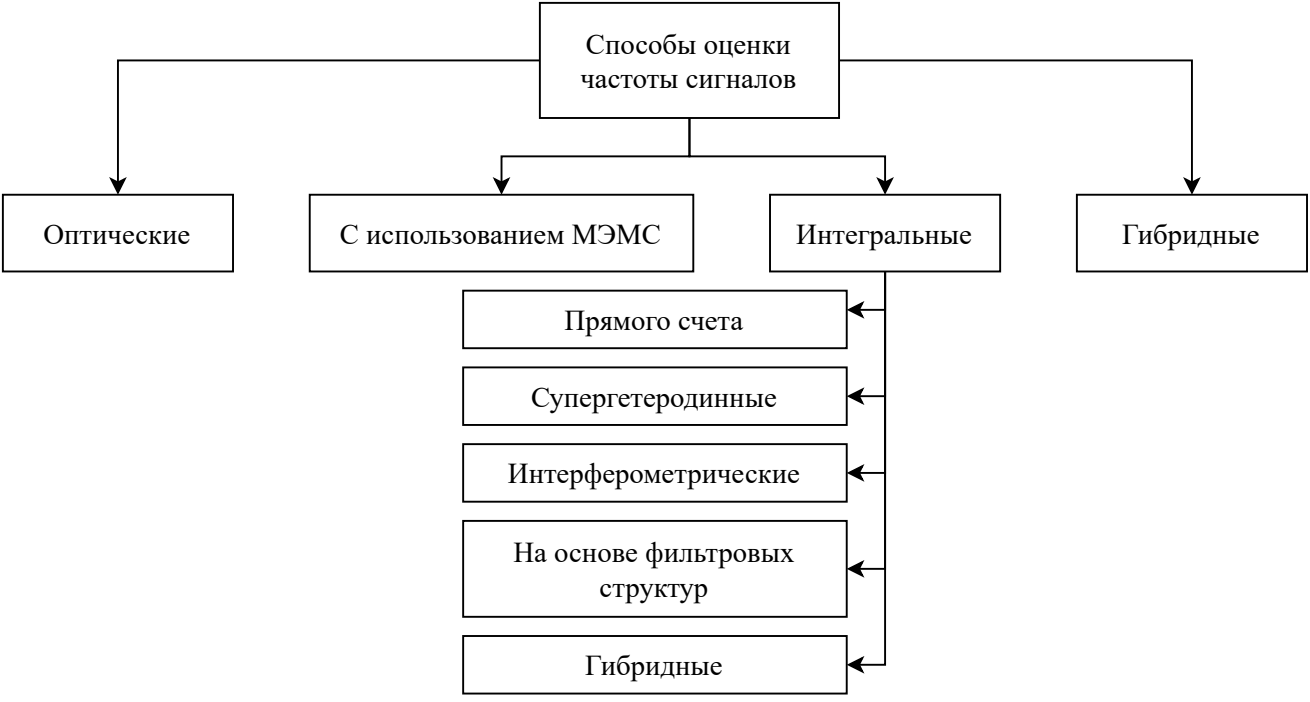 Способы оценки
частоты сигналов
Оптические
С использованием МЭМС
Интегральные
Гибридные
Прямого счета
Супергетеродинные
Интерферометрические
На основе фильтровых
структур
Гибридные